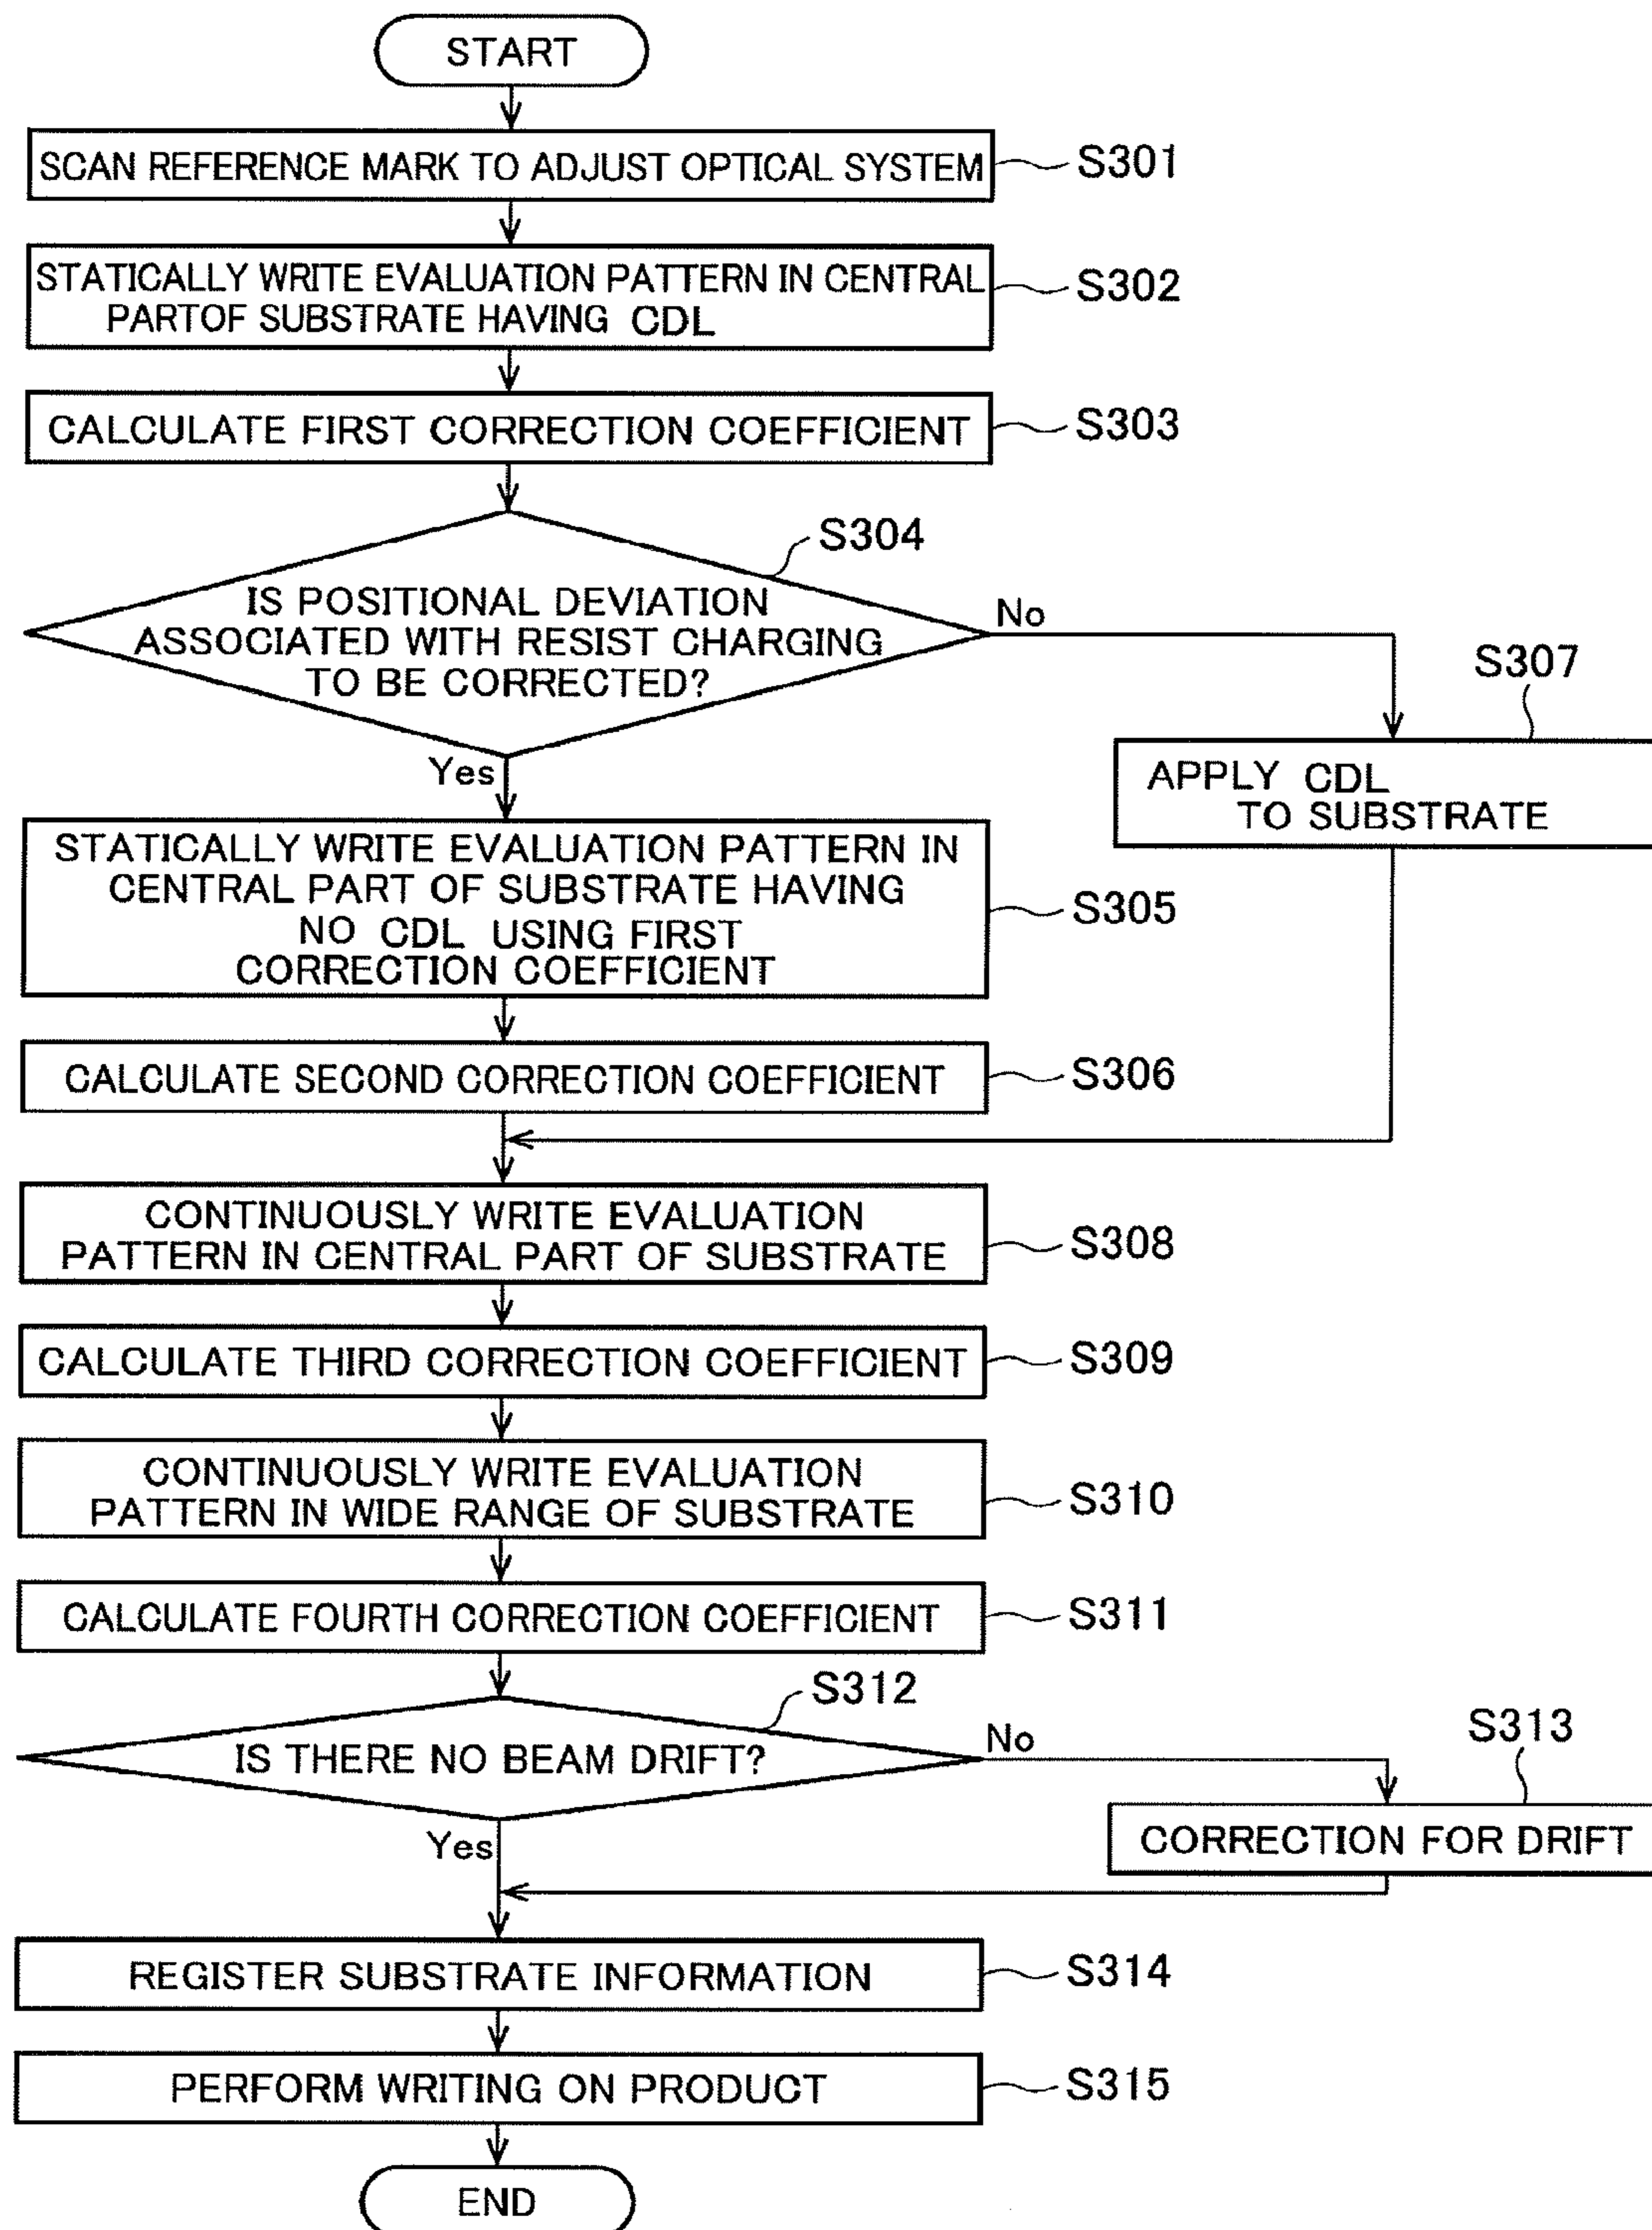 START
SCAN REFERENCE MARK TO ADJUST OPTICAL SYSTEM
S301
STATICALLY WRITE EVALUATION PATTERN IN CENTRAL
PARTOF SUBSTRATE HAVING CDL
S302
CALCULATE FIRST CORRECTION COEFFICIENT
S303
S304
IS POSITIONAL DEVIATION
ASSOCIATED WITH RESIST CHARGING
TO BE CORRECTED?
No
Yes
S307
APPLY CDL
TO SUBSTRATE
STATICALLY WRITE EVALUATION PATTERN IN
CENTRAL PART OF SUBSTRATE HAVING
NO CDL USING FIRST
CORRECTION COEFFICIENT
S305
CALCULATE SECOND CORRECTION COEFFICIENT
S306
CONTINUOUSLY WRITE EVALUATION
PATTERN IN CENTRAL PART OF SUBSTRATE
S308
CALCULATE THIRD CORRECTION COEFFICIENT
S309
CONTINUOUSLY WRITE EVALUATION
PATTERN IN WIDE RANGE OF SUBSTRATE
S310
CALCULATE FOURTH CORRECTION COEFFICIENT
S311
S312
IS THERE NO BEAM DRIFT?
No
Yes
S313
CORRECTION FOR DRIFT
REGISTER SUBSTRATE INFORMATION
S314
PERFORM WRITING ON PRODUCT
S315
END